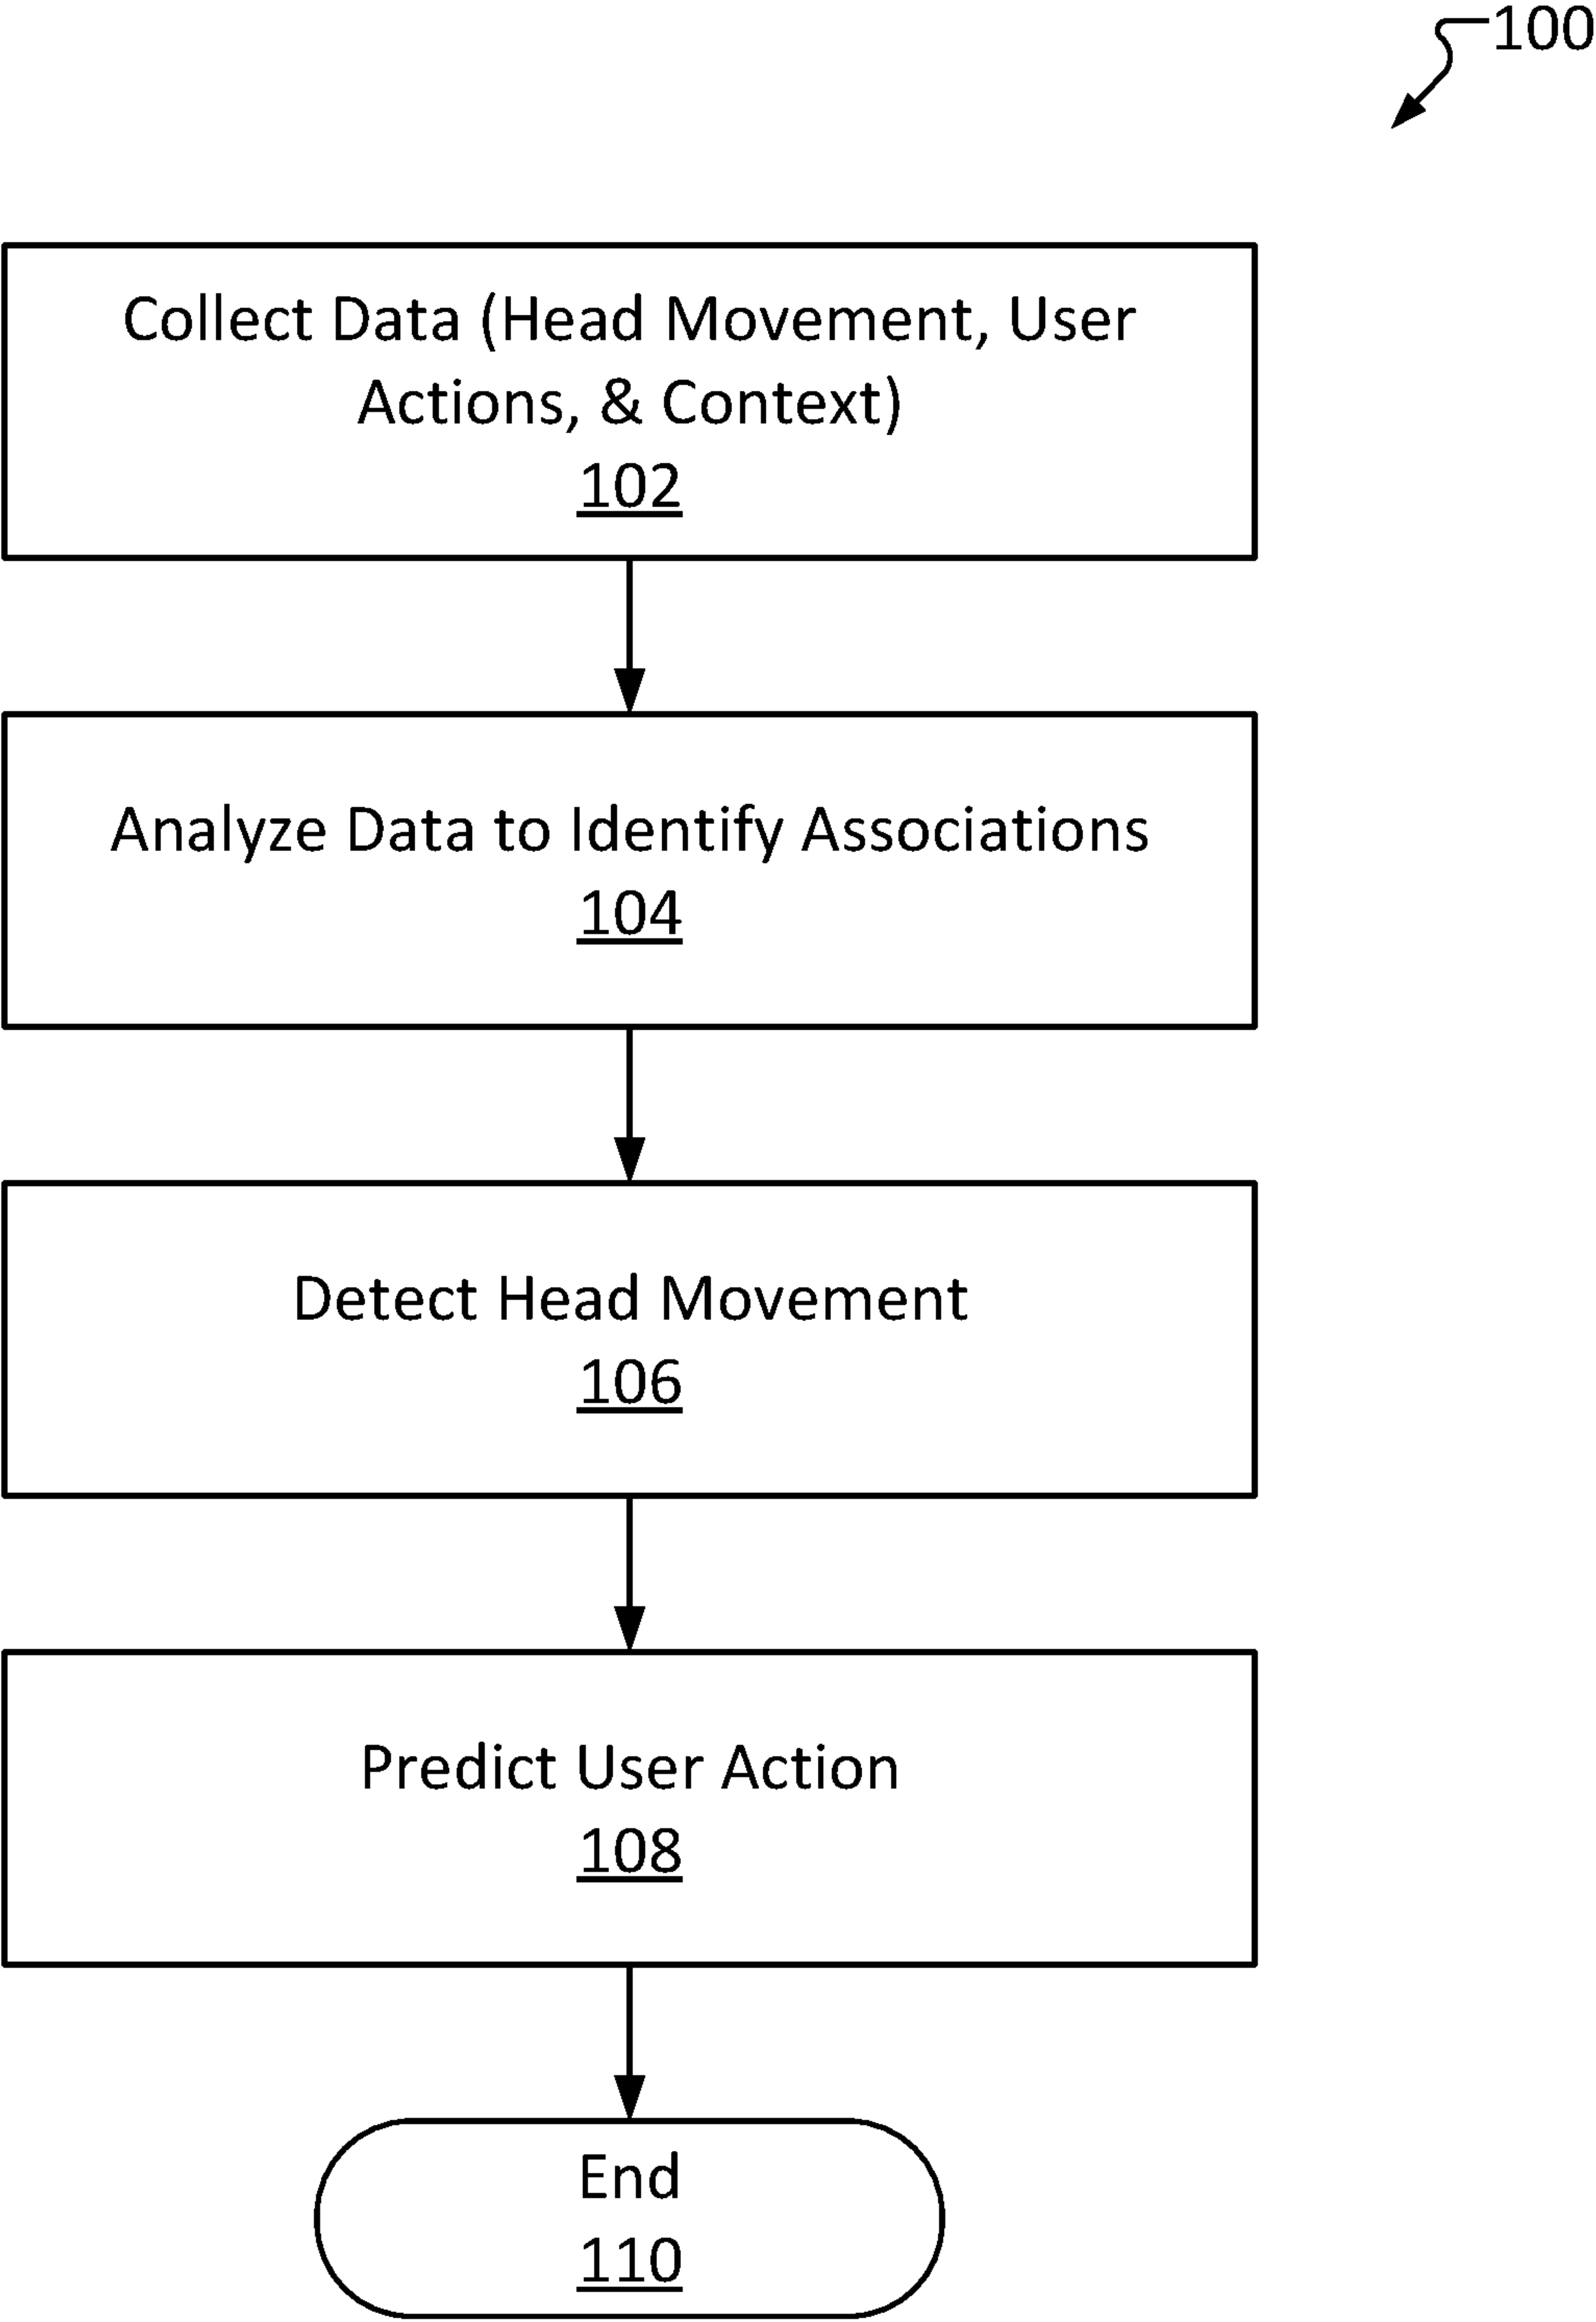 100
Collect Data (Head Movement, User
Actions, & Context)
102
Analyze Data to Identify Associations
104
Detect Head Movement
106
Predict User Action
108
End
110